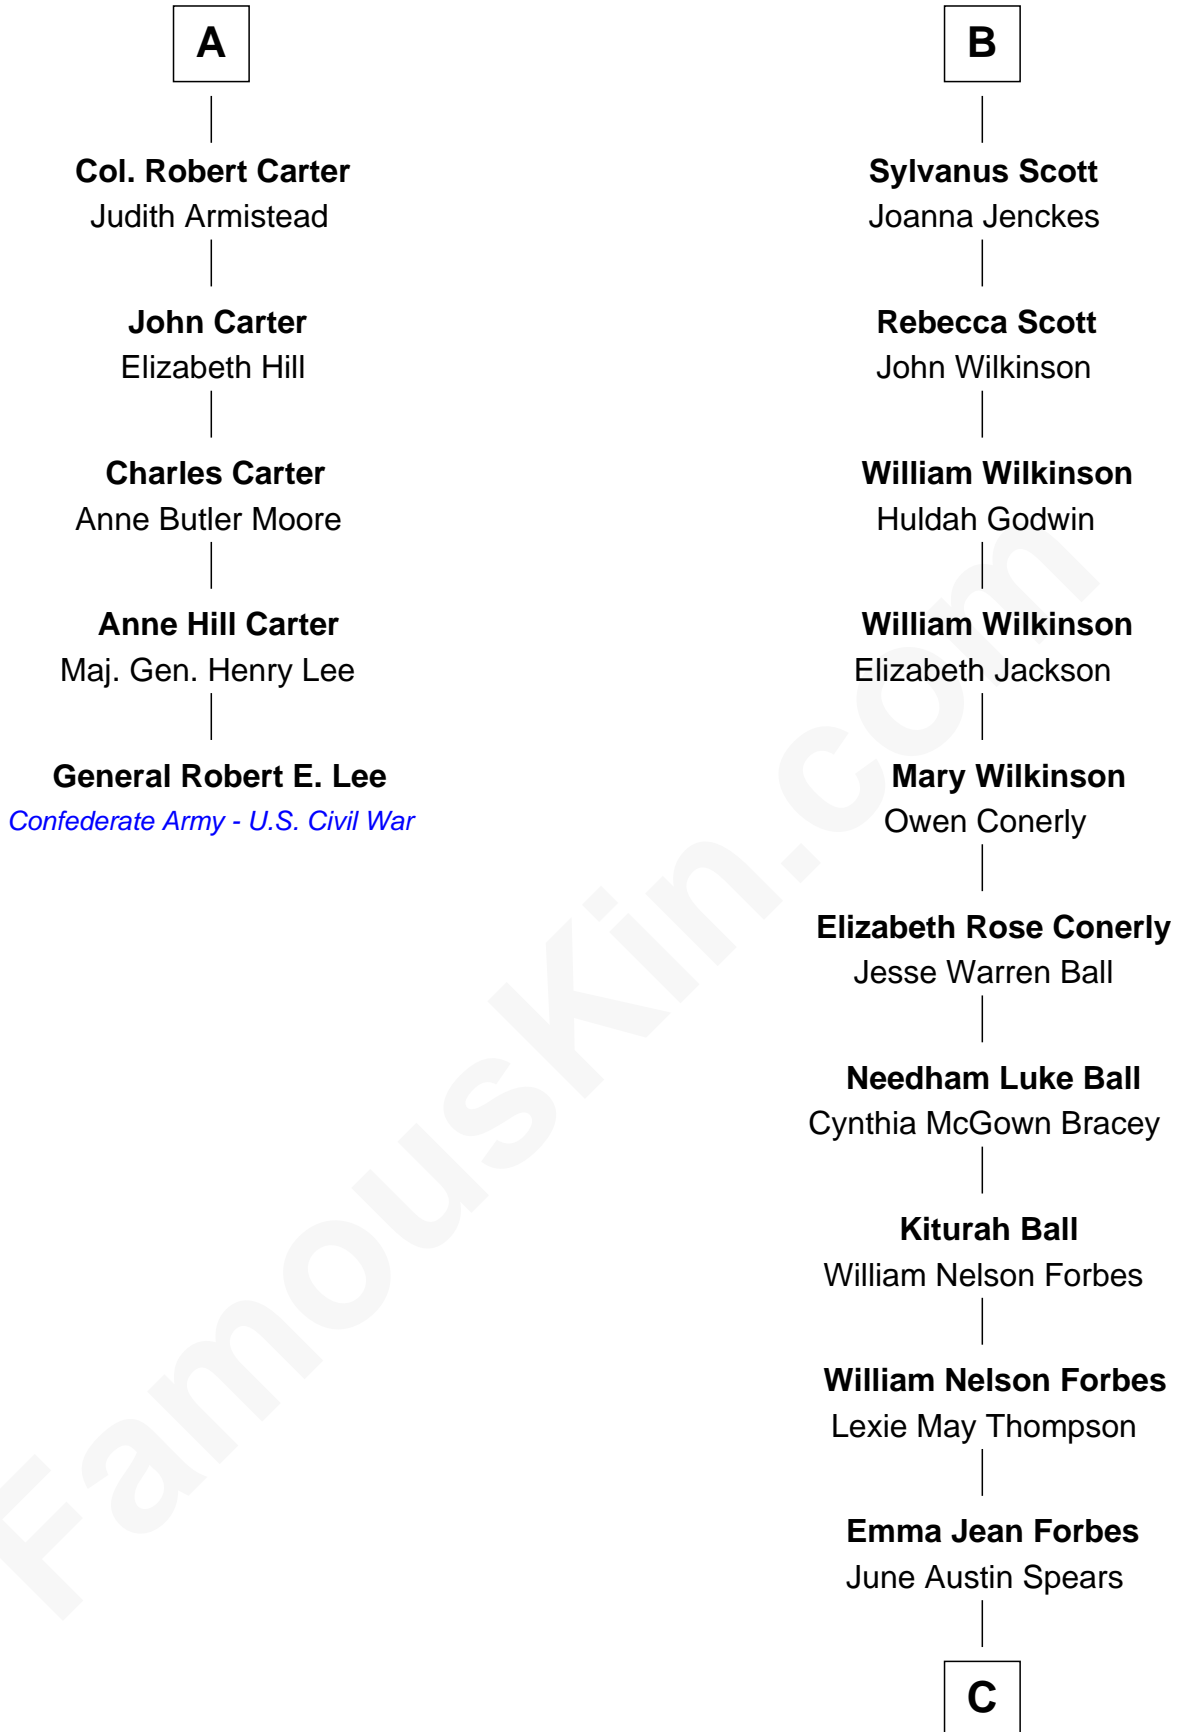 A
Col. Robert Carter
Judith Armistead
John Carter
Elizabeth Hill
Charles Carter
Anne Butler Moore
Anne Hill Carter
Maj. Gen. Henry Lee
General Robert E. Lee
Confederate Army - U.S. Civil War
B
Sylvanus Scott
Joanna Jenckes
Rebecca Scott
John Wilkinson
William Wilkinson
Huldah Godwin
William Wilkinson
Elizabeth Jackson
Mary Wilkinson
Owen Conerly
Elizabeth Rose Conerly
Jesse Warren Ball
Needham Luke Ball
Cynthia McGown Bracey
Kiturah Ball
William Nelson Forbes
William Nelson Forbes
Lexie May Thompson
Emma Jean Forbes
June Austin Spears
C
FamousKin.com